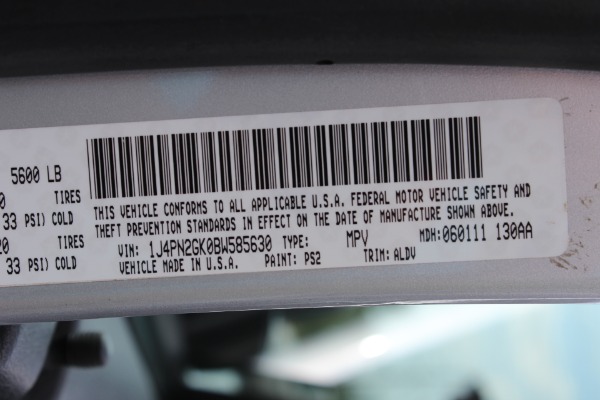 5600 LB
0 TIRES
33 PSI) COLD
20 TIRES
33 PSI) COLD
THIS VEHICLE CONFORMS TO ALL APPLICABLE U.S.A. FEDERAL MOTOR VEHICLE SAFETY AND
THEFT PREVENTION STANDARDS IN EFFECT ON THE DATE OF MANUFACTURE SHOWN ABOVE.
VIN: 1J4PN2GK0BW585630 TYPE: MPV MDH:060111 130AA
VEHICLE MADE IN U.S.A. PAINT: PS2 TRIM: ALDV